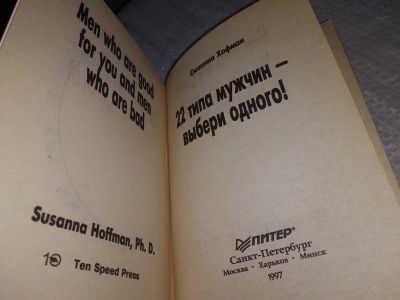 Men who are good
for you and men
who are bad
Susanna Hoffman, Ph. D.
Ten Speed Press
Сюзанна Хофман
22 типа мужчин –
выбери одного!
ПИТЕР
Санкт-Петербург
Москва · Харьков · Минск
1997